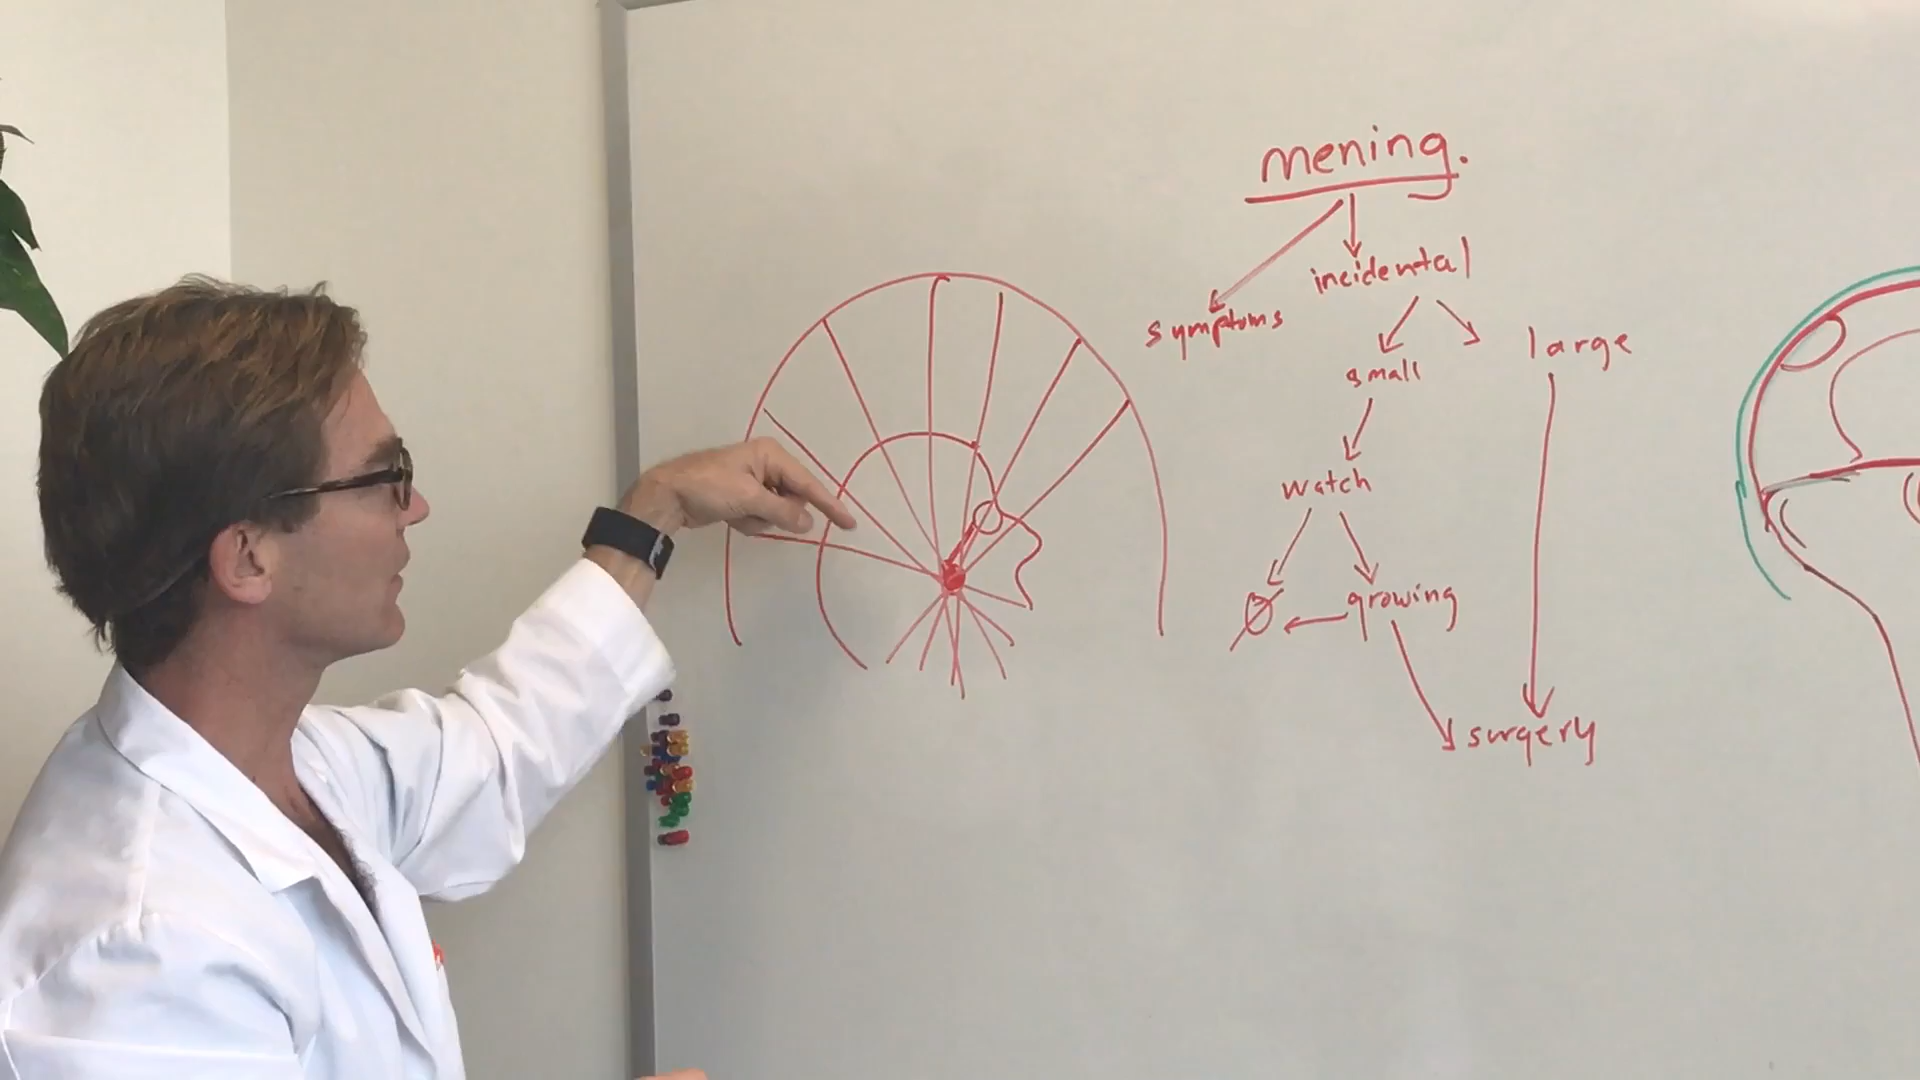 mening.
incidental
symptoms
large
small
watch
growing
surgery